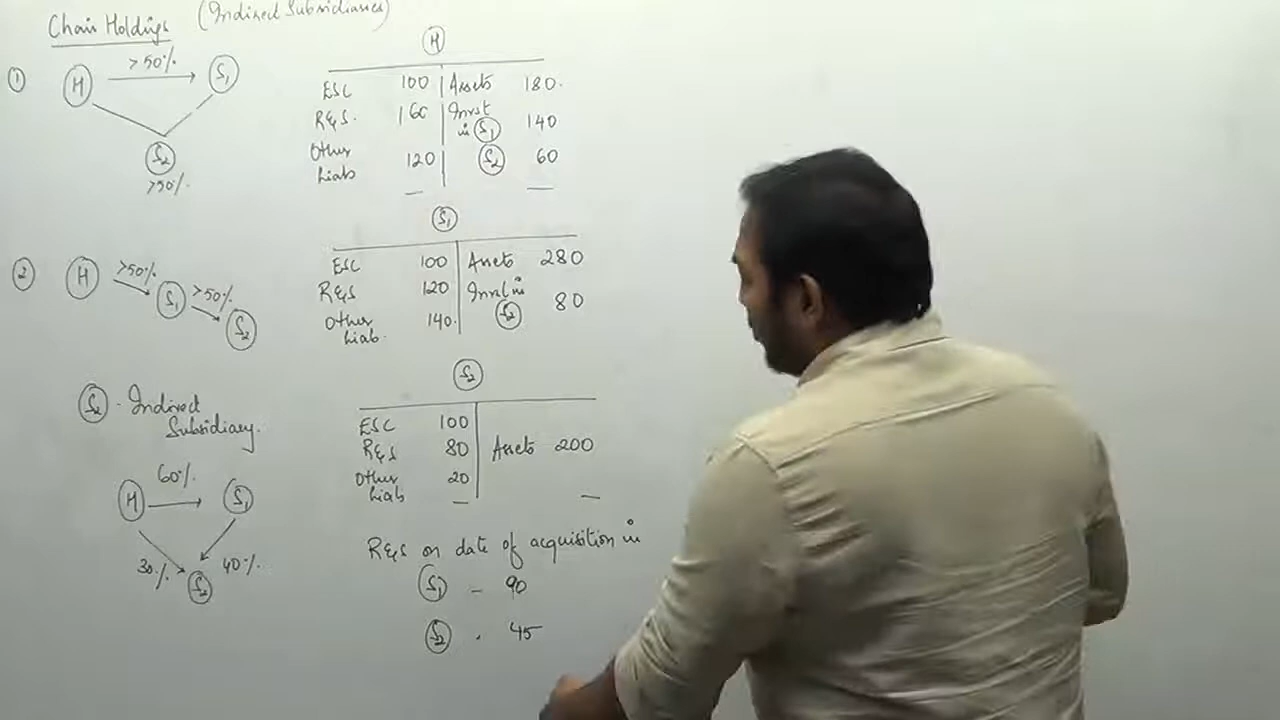 Chain Holdings (Indirect Subsidiaries)
① H >50% S₁
S₂
>50%
② H >50% S₁ >50% S₂
S₂ - Indirect
Subsidiary.
H 60% S₁
30% 40%
S₂
H
ESC 100 Assets 180.
R&S. 160 Invst
in S₁ 140
Other
Liab 120 S₂ 60
S₁
ESC 100 Assets 280
R&S 120 Invst in
S₂ 80
Other
Liab. 140.
S₂
ESC 100
R&S 80 Assets 200
Other
Liab 20
R&S on date of acquisition in
S₁ - 90
S₂ . 45